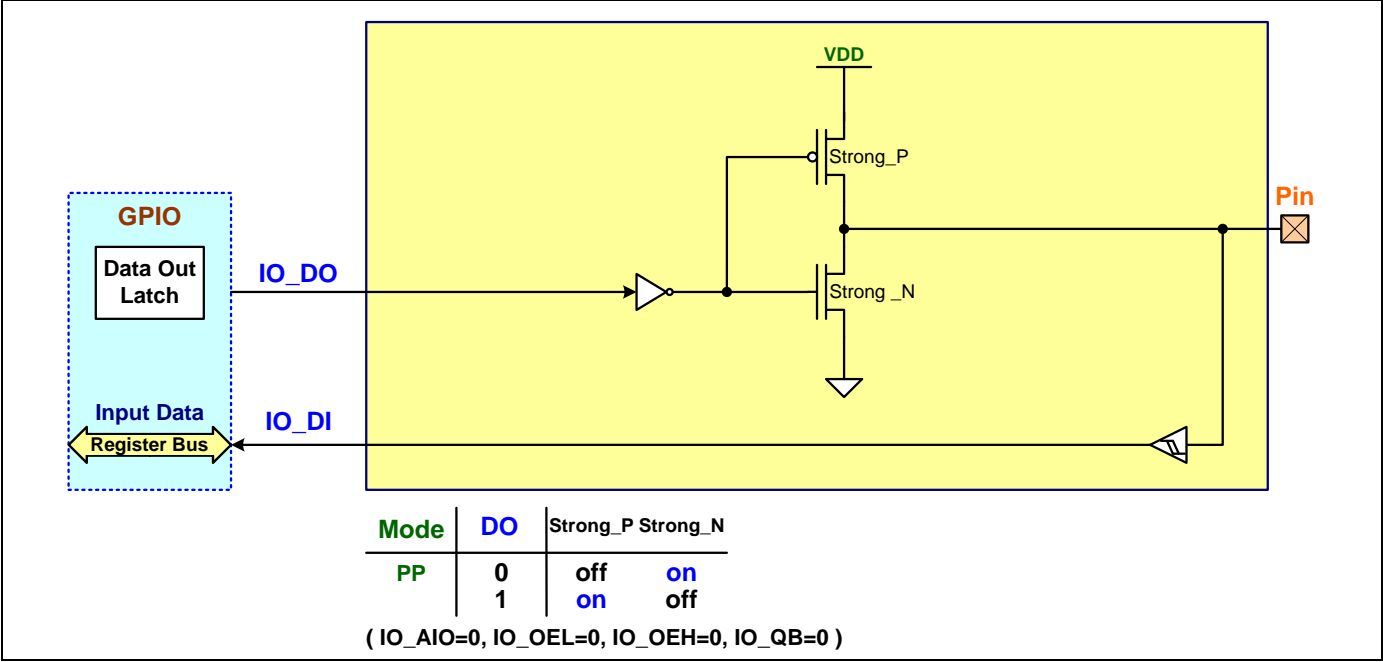 VDD
Strong_P
Pin
GPIO
Data Out
Latch
IO_DO
Strong _N
Input Data
IO_DI
Register Bus
Mode DO Strong_P Strong_N
PP 0 off on
1 on off
( IO_AIO=0, IO_OEL=0, IO_OEH=0, IO_QB=0 )